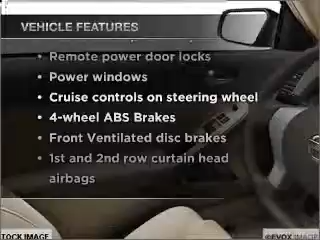 VEHICLE FEATURES
• Remote power door locks
• Power windows
• Cruise controls on steering wheel
• 4-wheel ABS Brakes
• Front Ventilated disc brakes
• 1st and 2nd row curtain head
airbags
TOCK IMAGE
©EVOX IMAGE